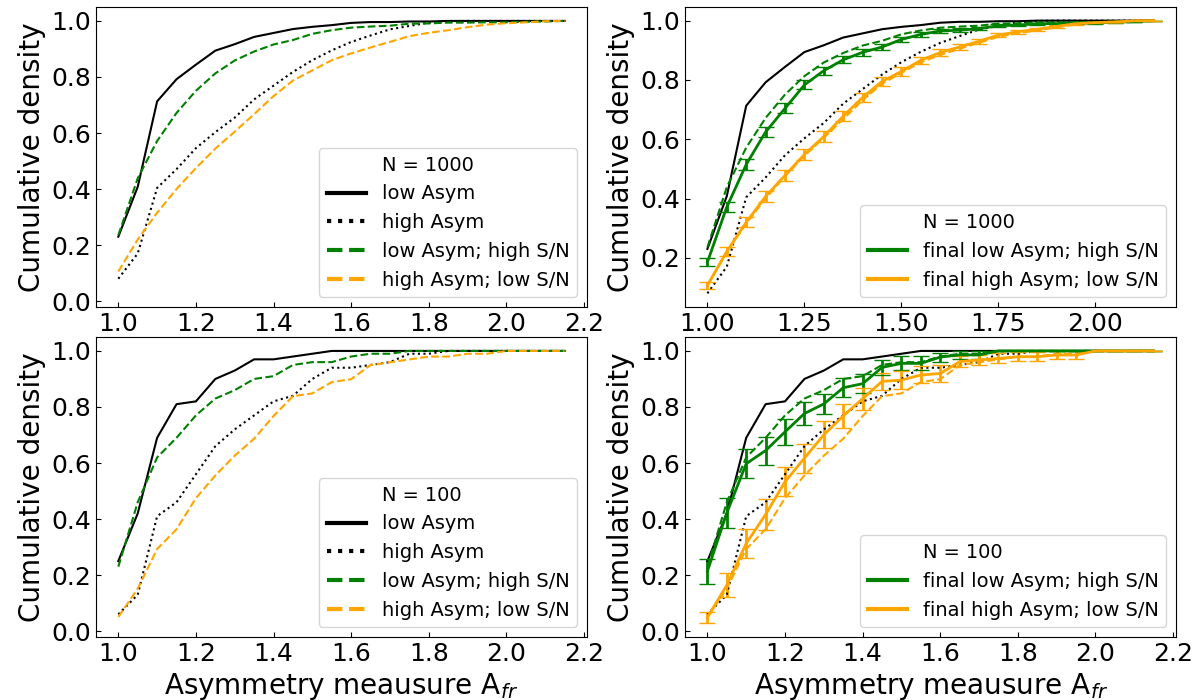 Cumulative density
1.0
0.8
0.6
0.4
0.2
0.0
N = 1000
low Asym
high Asym
low Asym; high S/N
high Asym; low S/N
1.0 1.2 1.4 1.6 1.8 2.0 2.2
Cumulative density
1.0
0.8
0.6
0.4
0.2
N = 1000
final low Asym; high S/N
final high Asym; low S/N
1.00 1.25 1.50 1.75 2.00
Cumulative density
1.0
0.8
0.6
0.4
0.2
0.0
N = 100
low Asym
high Asym
low Asym; high S/N
high Asym; low S/N
1.0 1.2 1.4 1.6 1.8 2.0 2.2
Asymmetry meausure A_{fr}
Cumulative density
1.0
0.8
0.6
0.4
0.2
0.0
N = 100
final low Asym; high S/N
final high Asym; low S/N
1.0 1.2 1.4 1.6 1.8 2.0 2.2
Asymmetry meausure A_{fr}